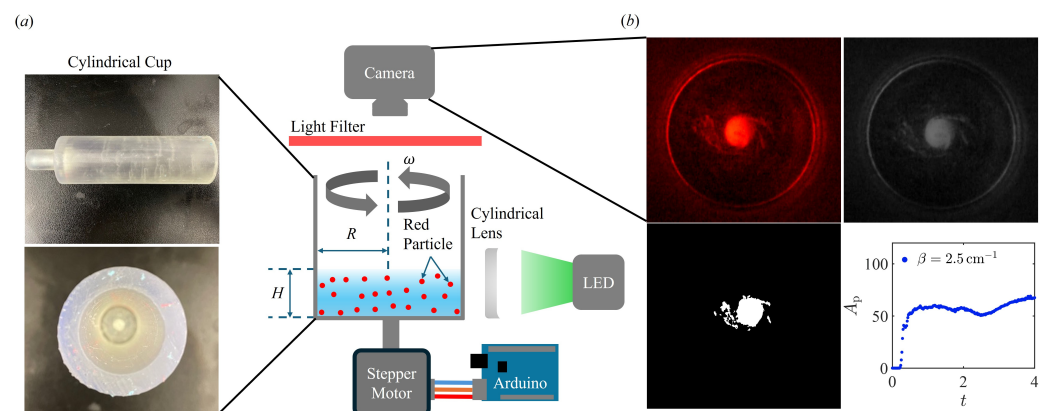 (a)
(b)
Cylindrical Cup
Camera
Light Filter
ω
R
Red
Particle
Cylindrical
Lens
H
LED
Stepper
Motor
Arduino
100
50
0
A_p
β = 2.5 cm⁻¹
0 2 4
t